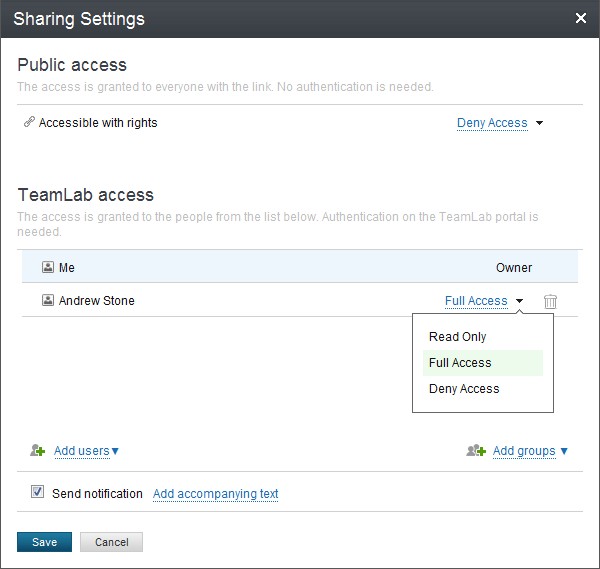 Sharing Settings
Public access
The access is granted to everyone with the link. No authentication is needed.
Accessible with rights Deny Access
TeamLab access
The access is granted to the people from the list below. Authentication on the TeamLab portal is
needed.
Me Owner
Andrew Stone Full Access
Read Only
Full Access
Deny Access
Add users Add groups
Send notification Add accompanying text
Save Cancel